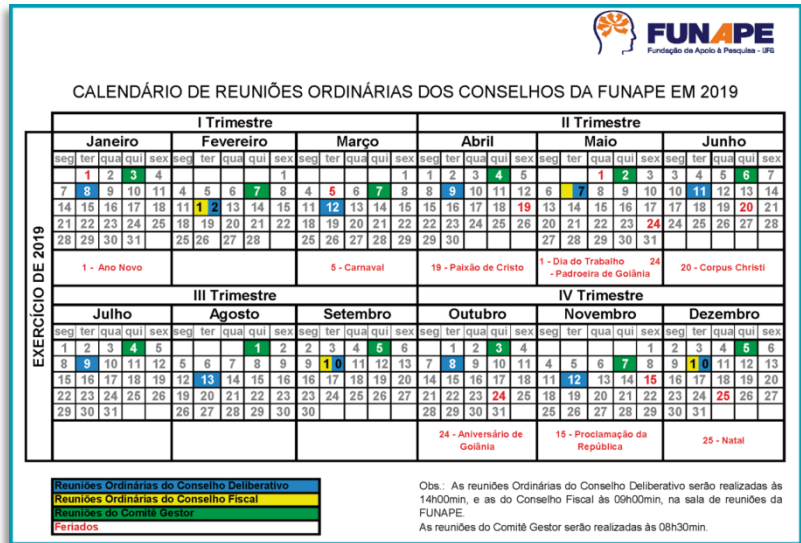 FUNAPE
Fundação de Apoio à Pesquisa - UFG
CALENDÁRIO DE REUNIÕES ORDINÁRIAS DOS CONSELHOS DA FUNAPE EM 2019
EXERCÍCIO DE 2019
I Trimestre II Trimestre
Janeiro Fevereiro Março Abril Maio Junho
seg ter qua qui sex seg ter qua qui sex seg ter qua qui sex seg ter qua qui sex seg ter qua qui sex seg ter qua qui sex
1 2 3 4 1 1 1 2 3 4 5 1 2 3 3 4 5 6 7
7 8 9 10 11 4 5 6 7 8 4 5 6 7 8 8 9 10 11 12 6 7 8 9 10 10 11 12 13 14
14 15 16 17 18 11 12 13 14 15 11 12 13 14 15 15 16 17 18 19 13 14 15 16 17 17 18 19 20 21
21 22 23 24 25 18 19 20 21 22 18 19 20 21 22 22 23 24 25 26 20 21 22 23 24 24 25 26 27 28
28 29 30 31 25 26 27 28 25 26 27 28 29 29 30 27 28 29 30 31
1 - Ano Novo 5 - Carnaval 19 - Paixão de Cristo 1 - Dia do Trabalho 24 20 - Corpus Christi
- Padroeira de Goiânia
III Trimestre IV Trimestre
Julho Agosto Setembro Outubro Novembro Dezembro
seg ter qua qui sex seg ter qua qui sex seg ter qua qui sex seg ter qua qui sex seg ter qua qui sex seg ter qua qui sex
1 2 3 4 5 1 2 2 3 4 5 6 1 2 3 4 1 2 3 4 5 6
8 9 10 11 12 5 6 7 8 9 9 10 11 12 13 7 8 9 10 11 4 5 6 7 8 9 10 11 12 13
15 16 17 18 19 12 13 14 15 16 16 17 18 19 20 14 15 16 17 18 11 12 13 14 15 16 17 18 19 20
22 23 24 25 26 19 20 21 22 23 23 24 25 26 27 21 22 23 24 25 18 19 20 21 22 23 24 25 26 27
29 30 31 26 27 28 29 30 30 28 29 30 31 25 26 27 28 29 30 31
24 - Aniversário de Goiânia 15 - Proclamação da República 25 - Natal
Reuniões Ordinárias do Conselho Deliberativo
Reuniões Ordinárias do Conselho Fiscal
Reuniões do Comitê Gestor
Feriados
Obs.: As reuniões Ordinárias do Conselho Deliberativo serão realizadas às
14h00min, e as do Conselho Fiscal às 09h00min, na sala de reuniões da
FUNAPE.
As reuniões do Comitê Gestor serão realizadas às 08h30min.